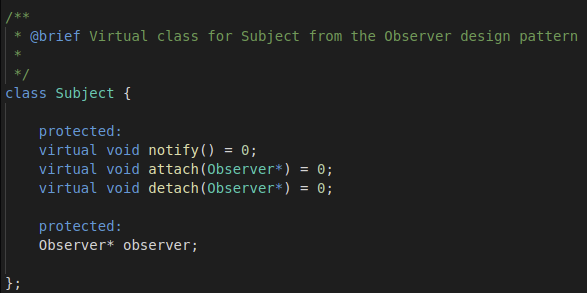 /**
 * @brief Virtual class for Subject from the Observer design pattern
 *
 */
class Subject {
    protected:
    virtual void notify() = 0;
    virtual void attach(Observer*) = 0;
    virtual void detach(Observer*) = 0;
    protected:
    Observer* observer;
};